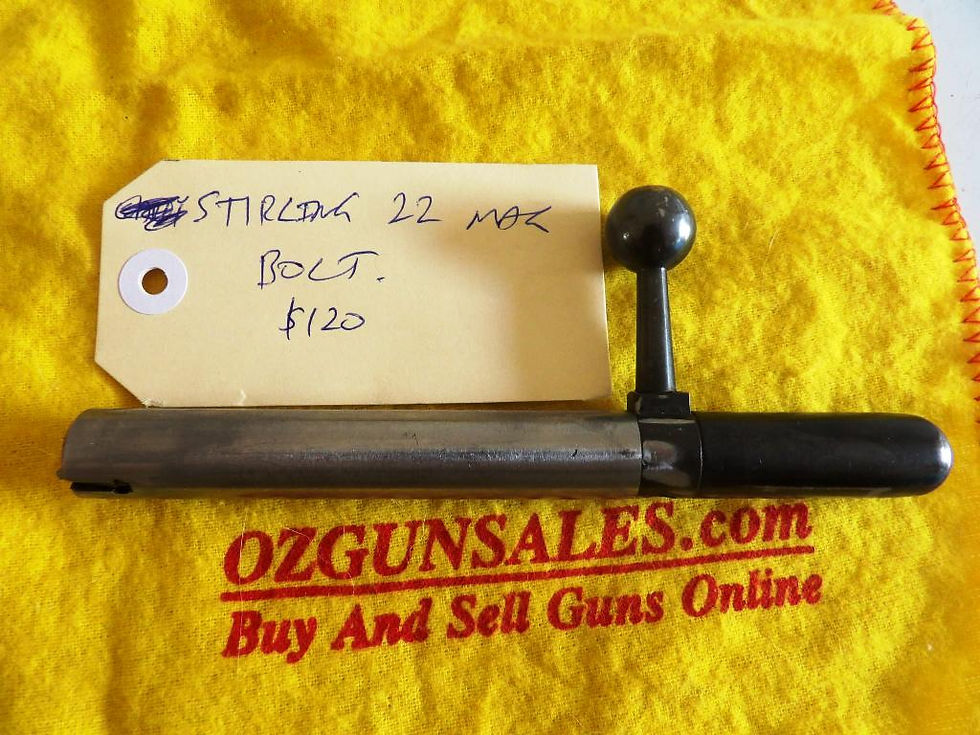 STIRLING 22 MAG
BOLT.
$120
OZGUNSALES.com
Buy And Sell Guns Online